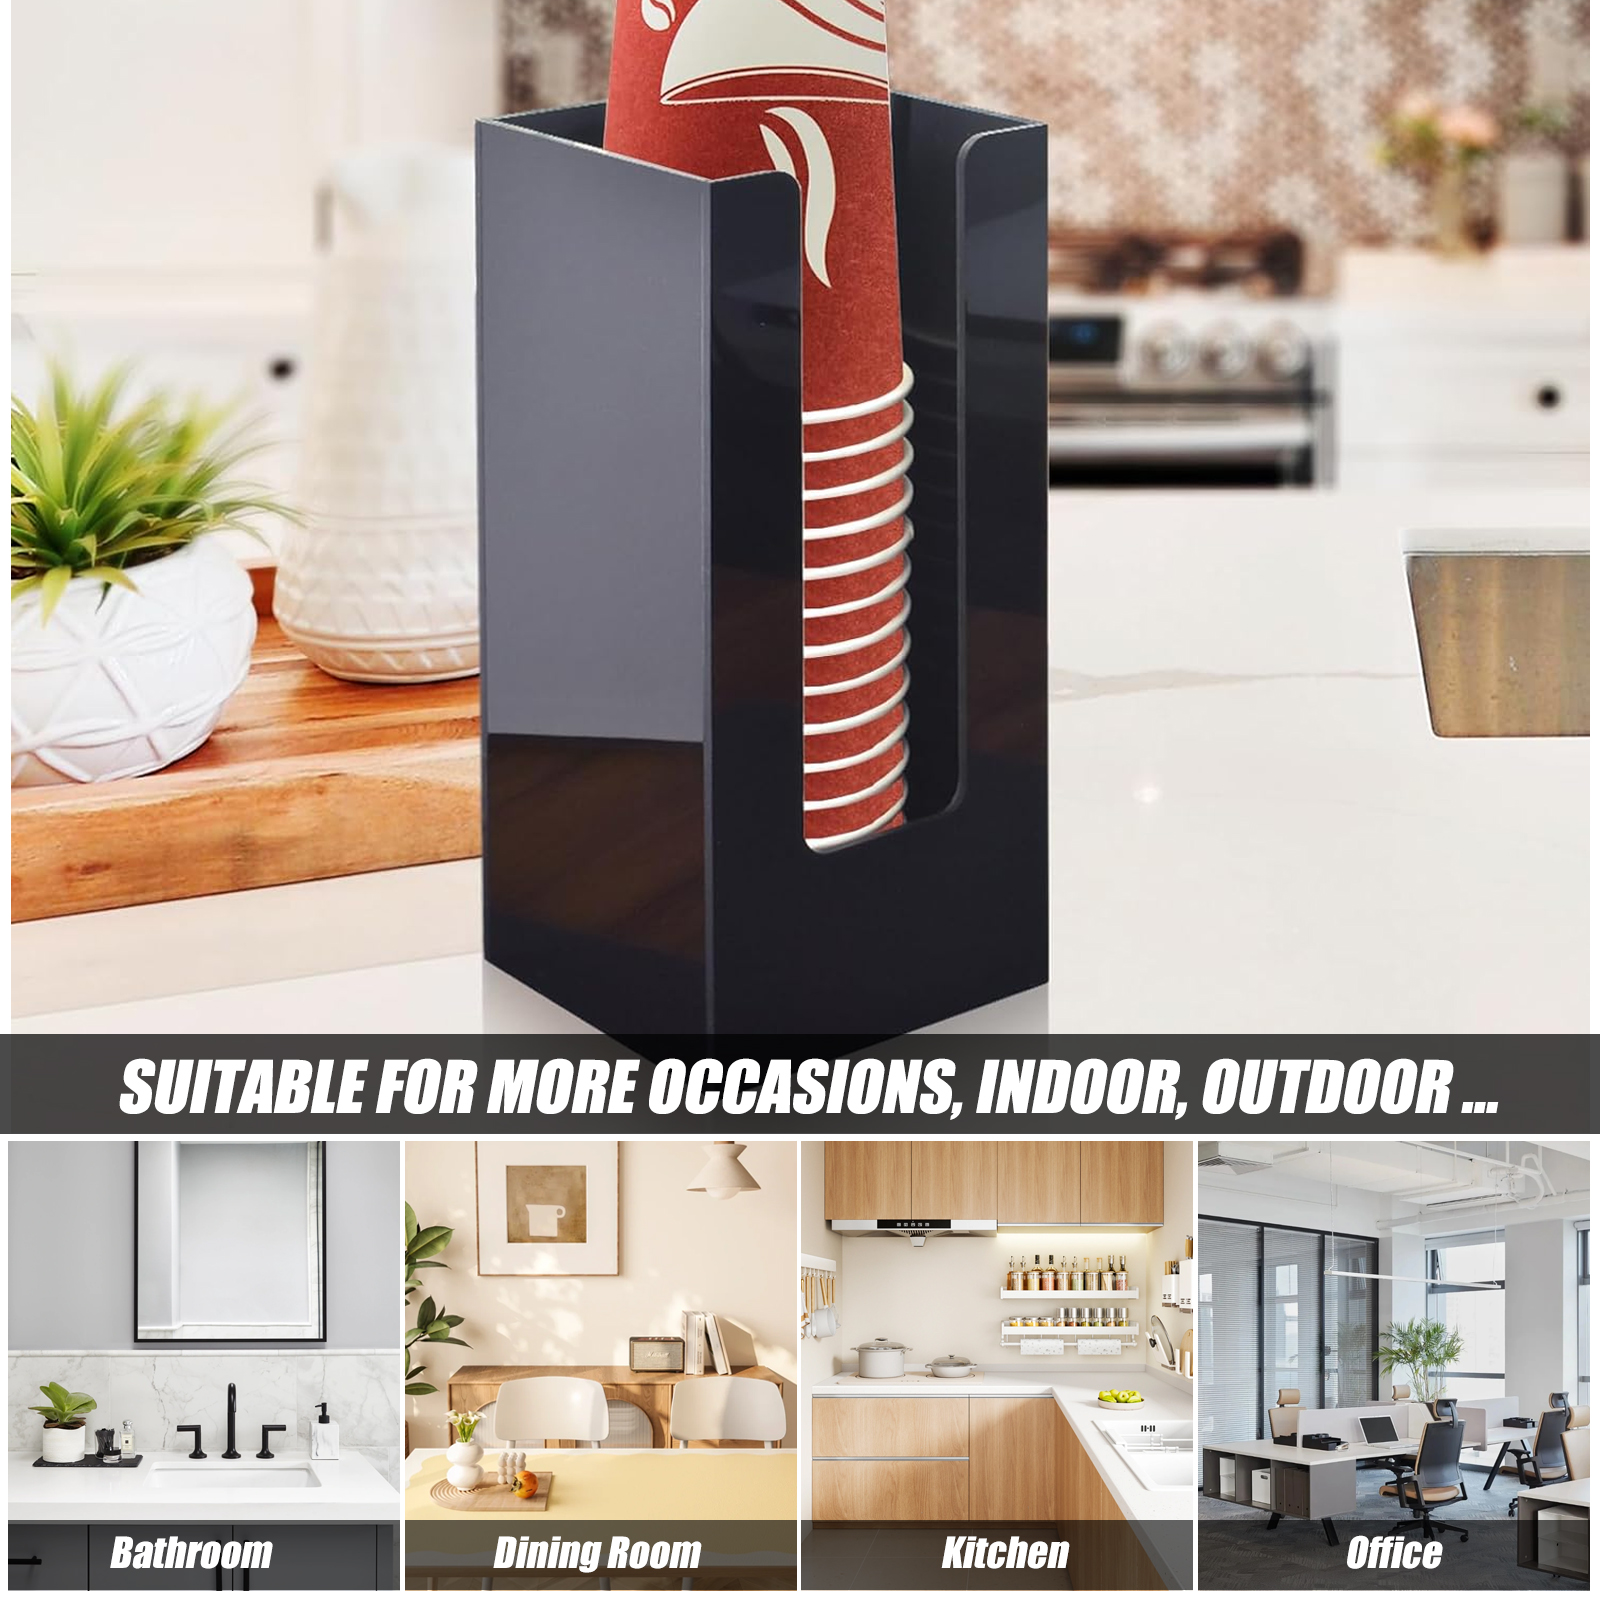 SUITABLE FOR MORE OCCASIONS, INDOOR, OUTDOOR ...
Bathroom
Dining Room
Kitchen
Office